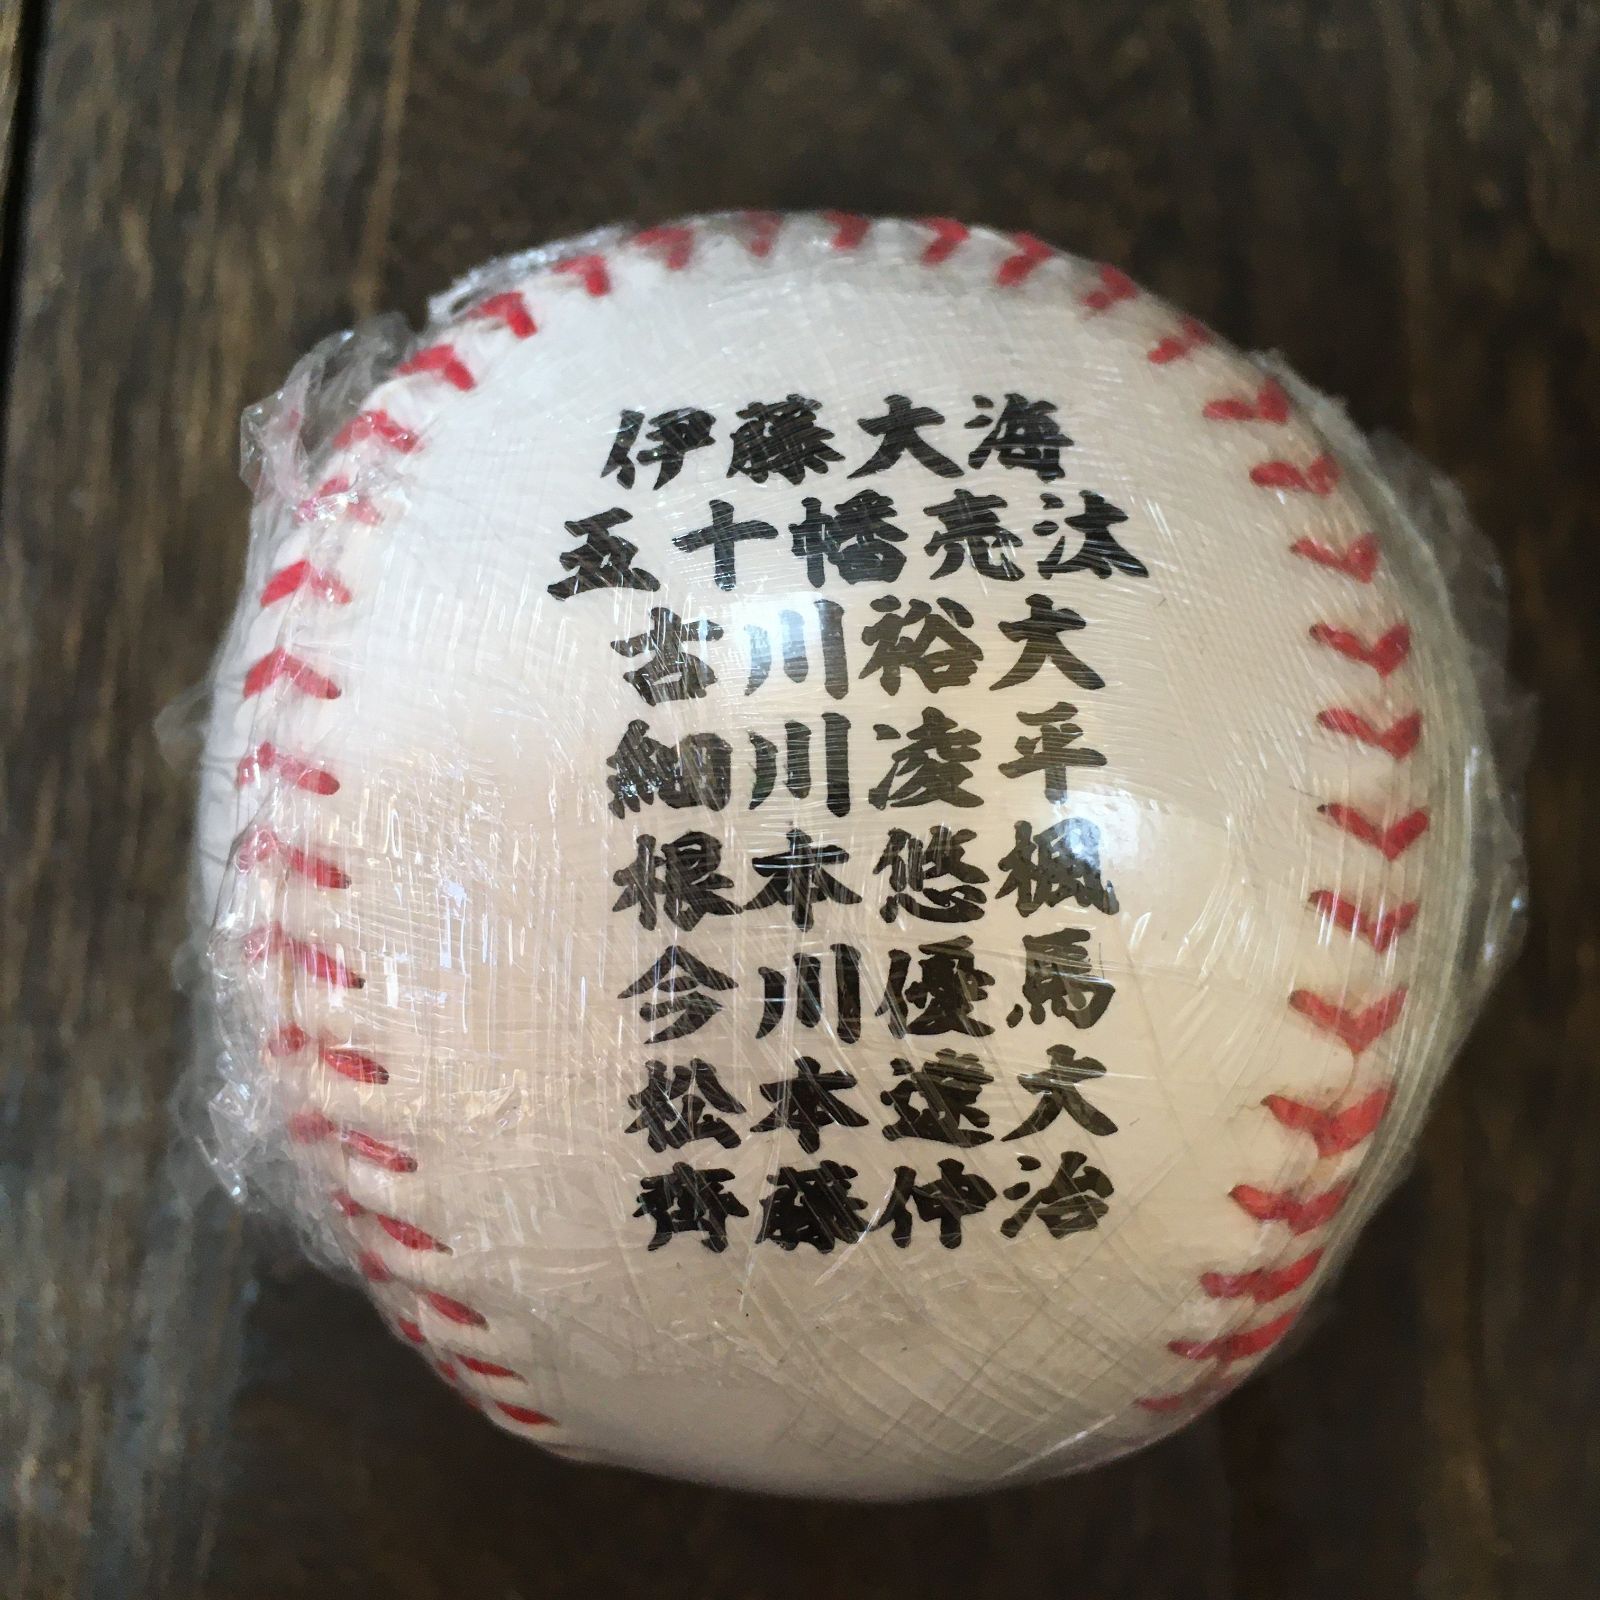 伊藤大海
五十幡亮汰
古川裕大
細川凌平
根本悠楓
今川優馬
松本遼大
齊藤伸治